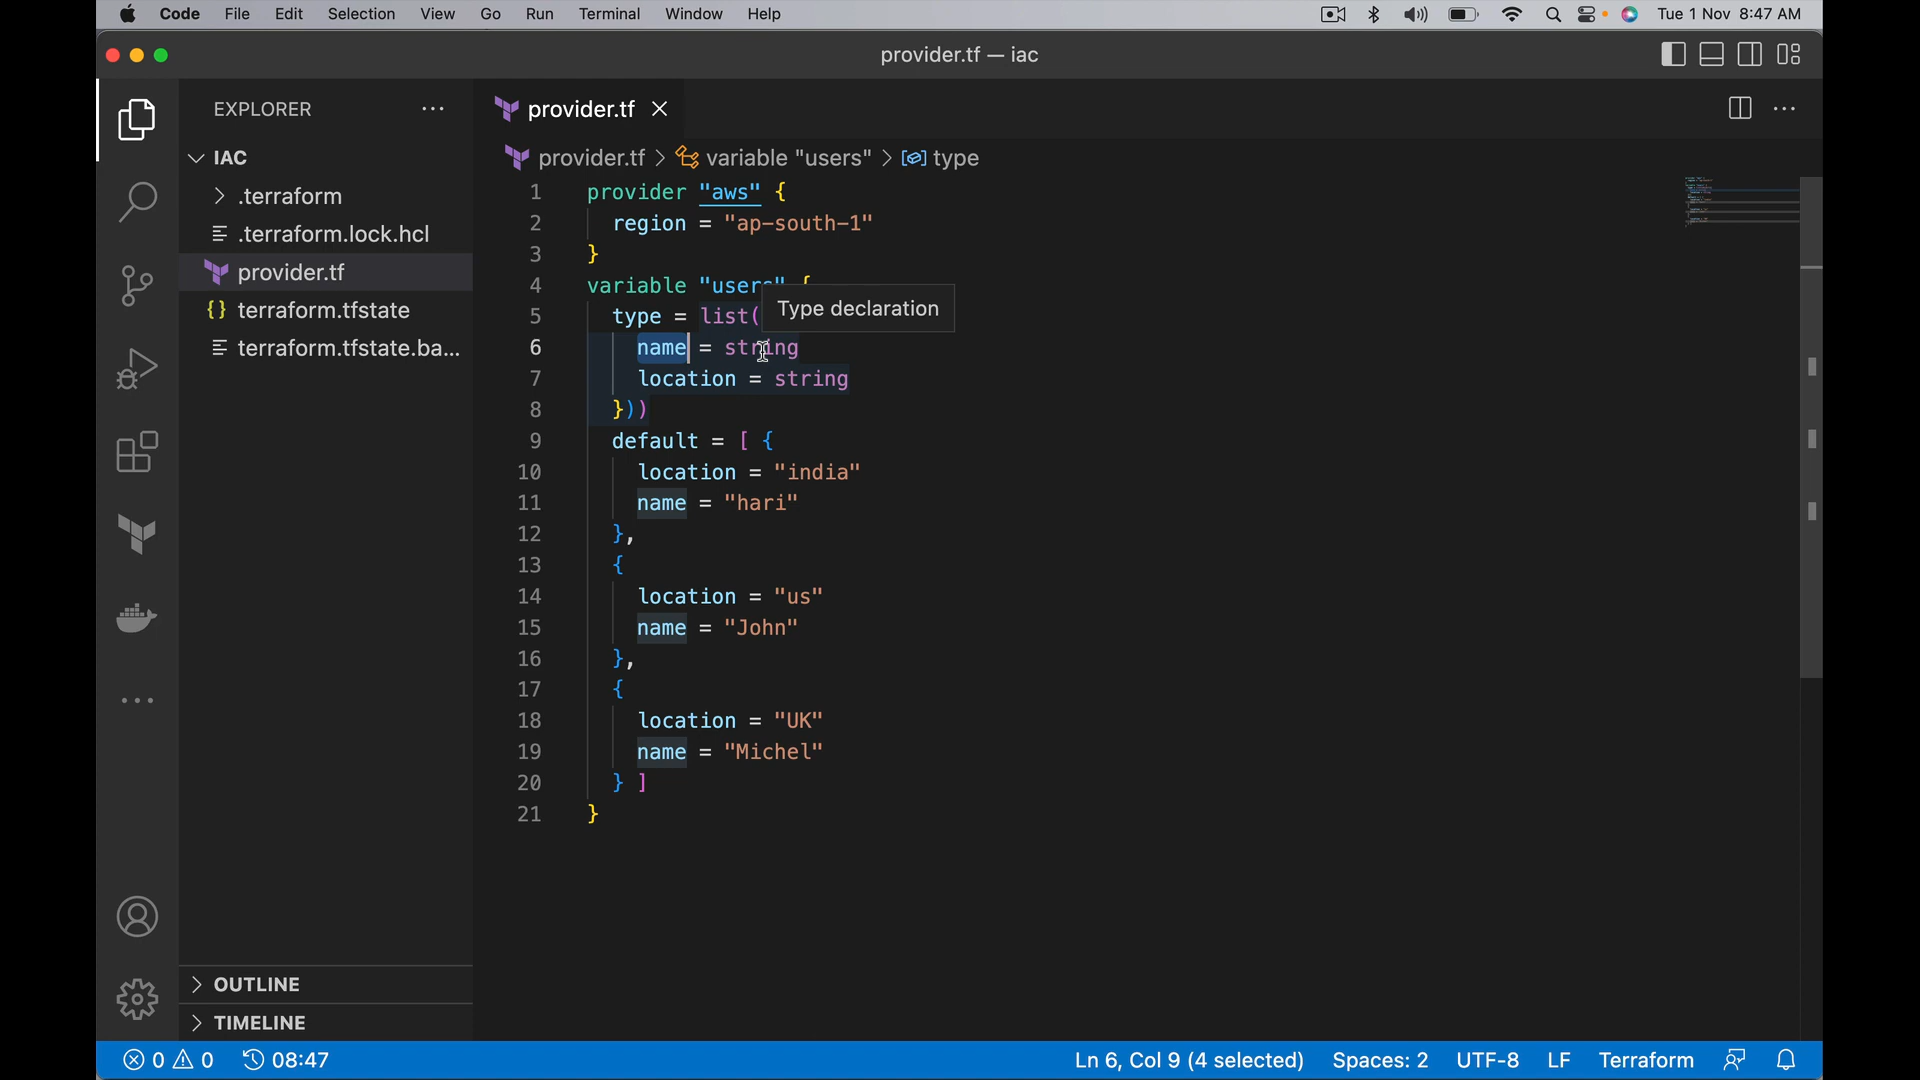 Code File Edit Selection View Go Run Terminal Window Help Tue 1 Nov 8:47 AM
provider.tf — iac
EXPLORER
IAC
.terraform
.terraform.lock.hcl
provider.tf
terraform.tfstate
terraform.tfstate.ba...
OUTLINE
TIMELINE
provider.tf
provider.tf > variable "users" > type
1 provider "aws" {
2 region = "ap-south-1"
3 }
4 variable "users" {
Type declaration
5 type = list(
6 name = string
7 location = string
8 }))
9 default = [ {
10 location = "india"
11 name = "hari"
12 },
13 {
14 location = "us"
15 name = "John"
16 },
17 {
18 location = "UK"
19 name = "Michel"
20 } ]
21 }
0 0 08:47 Ln 6, Col 9 (4 selected) Spaces: 2 UTF-8 LF Terraform